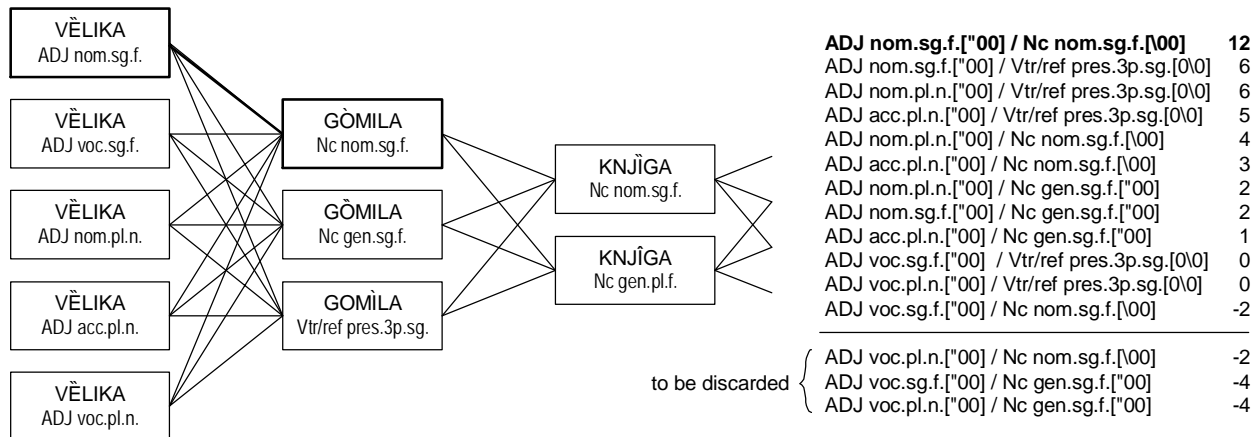 VȄLIKA
ADJ nom.sg.f.
VȄLIKA
ADJ voc.sg.f.
VȄLIKA
ADJ nom.pl.n.
VȄLIKA
ADJ acc.pl.n.
VȄLIKA
ADJ voc.pl.n.
GÒMILA
Nc nom.sg.f.
GȌMILA
Nc gen.sg.f.
GOMÌLA
Vtr/ref pres.3p.sg.
KNJÌGA
Nc nom.sg.f.
KNJÎGA
Nc gen.pl.f.
ADJ nom.sg.f.["00] / Nc nom.sg.f.[\00] 12
ADJ nom.sg.f.["00] / Vtr/ref pres.3p.sg.[0\0] 6
ADJ nom.pl.n.["00] / Vtr/ref pres.3p.sg.[0\0] 6
ADJ acc.pl.n.["00] / Vtr/ref pres.3p.sg.[0\0] 5
ADJ nom.pl.n.["00] / Nc nom.sg.f.[\00] 4
ADJ acc.pl.n.["00] / Nc nom.sg.f.[\00] 3
ADJ nom.pl.n.["00] / Nc gen.sg.f.["00] 2
ADJ nom.sg.f.["00] / Nc gen.sg.f.["00] 2
ADJ acc.pl.n.["00] / Nc gen.sg.f.["00] 1
ADJ voc.sg.f.["00] / Vtr/ref pres.3p.sg.[0\0] 0
ADJ voc.pl.n.["00] / Vtr/ref pres.3p.sg.[0\0] 0
ADJ voc.sg.f.["00] / Nc nom.sg.f.[\00] -2
to be discarded
ADJ voc.pl.n.["00] / Nc nom.sg.f.[\00] -2
ADJ voc.sg.f.["00] / Nc gen.sg.f.["00] -4
ADJ voc.pl.n.["00] / Nc gen.sg.f.["00] -4